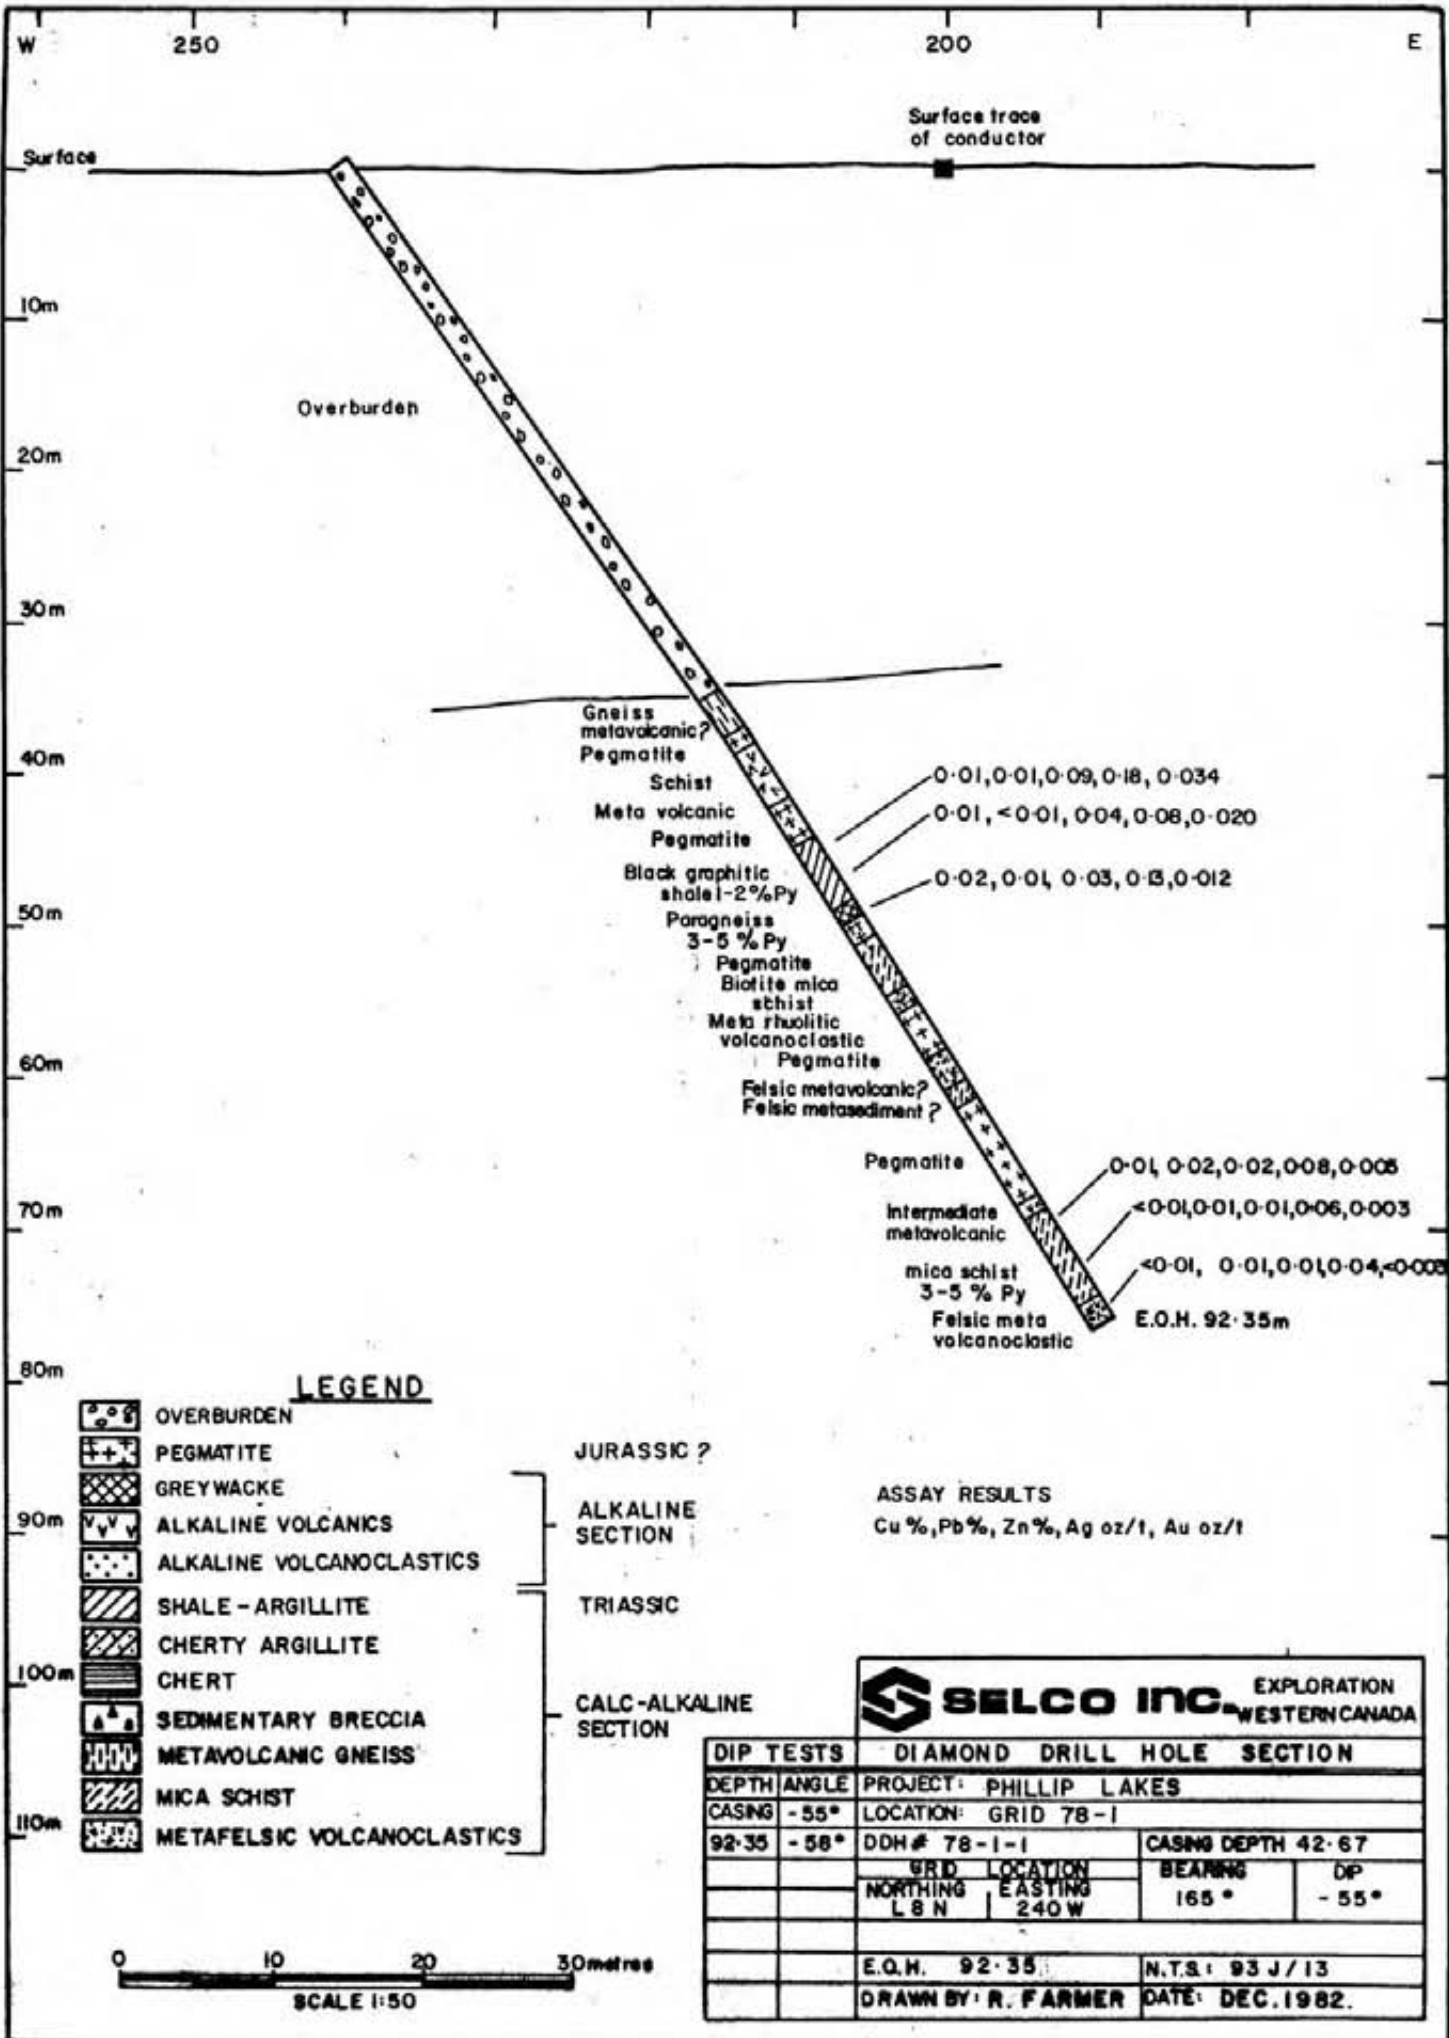 W
250
200
E
Surface trace
of conductor
Surface
10m
Overburden
20m
30m
Gneiss
metavolcanic?
Pegmatite
40m
0·01,0·01,0·09,0·18, 0·034
Schist
Meta volcanic
0·01, <0·01, 0·04, 0·08,0·020
Pegmatite
Black graphitic
shale 1-2%Py
0·02, 0·01, 0·03, 0·13,0·012
50m
Paragneiss
3-5 % Py
Pegmatite
Biotite mica
schist
Meta rhuolitic
volcanoclastic
60m
Pegmatite
Felsic metavolcanic?
Felsic metasediment ?
Pegmatite
0·01, 0·02,0·02,0·08,0·005
70m
Intermediate
metavolcanic
<0·01,0·01,0·01,0·06,0·003
mica schist
3-5 % Py
<0·01, 0·01,0·01,0·04,<0·003
Felsic meta
volcanoclastic
E.O.H. 92·35m
80m
LEGEND
OVERBURDEN
PEGMATITE
JURASSIC ?
GREYWACKE
90m
ALKALINE VOLCANICS
ALKALINE
SECTION
ALKALINE VOLCANOCLASTICS
ASSAY RESULTS
Cu %,Pb%, Zn%, Ag oz/t, Au oz/t
SHALE - ARGILLITE
TRIASSIC
CHERTY ARGILLITE
100m
CHERT
SEDIMENTARY BRECCIA
CALC-ALKALINE
SECTION
METAVOLCANIC GNEISS
MICA SCHIST
110m
METAFELSIC VOLCANOCLASTICS
SELCO INC.
EXPLORATION
WESTERN CANADA
DIP TESTS
DIAMOND DRILL HOLE SECTION
DEPTH ANGLE
PROJECT: PHILLIP LAKES
CASING -55°
LOCATION: GRID 78-1
92·35 -58°
DDH# 78-1-1
CASING DEPTH 42·67
GRID LOCATION
NORTHING EASTING
L 8 N 240 W
BEARING
165°
DIP
-55°
E.O.H. 92·35
N.T.S: 93 J/13
DRAWN BY: R. FARMER
DATE: DEC.1982.
0 10 20 30 metres
SCALE 1:50